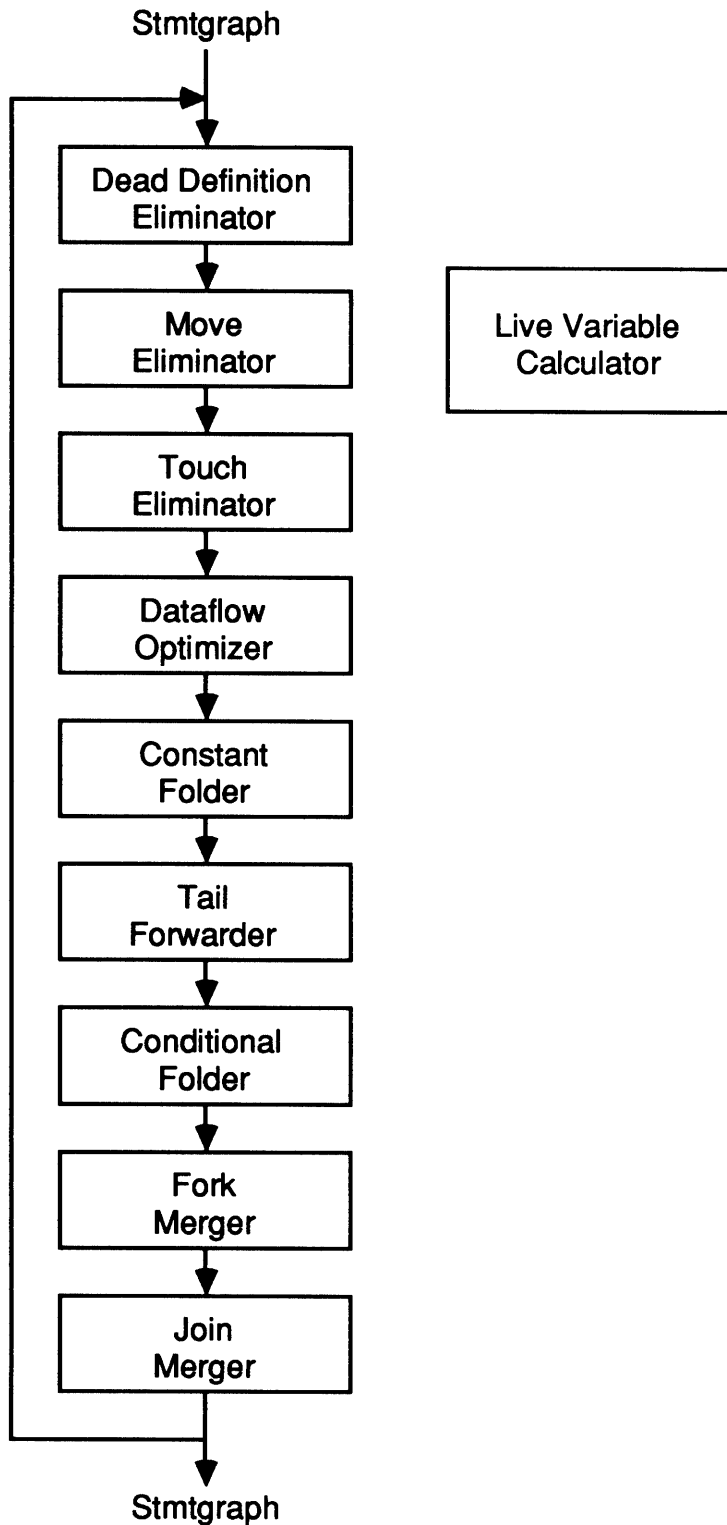 Stmtgraph
Dead Definition
Eliminator
Move
Eliminator
Live Variable
Calculator
Touch
Eliminator
Dataflow
Optimizer
Constant
Folder
Tail
Forwarder
Conditional
Folder
Fork
Merger
Join
Merger
Stmtgraph